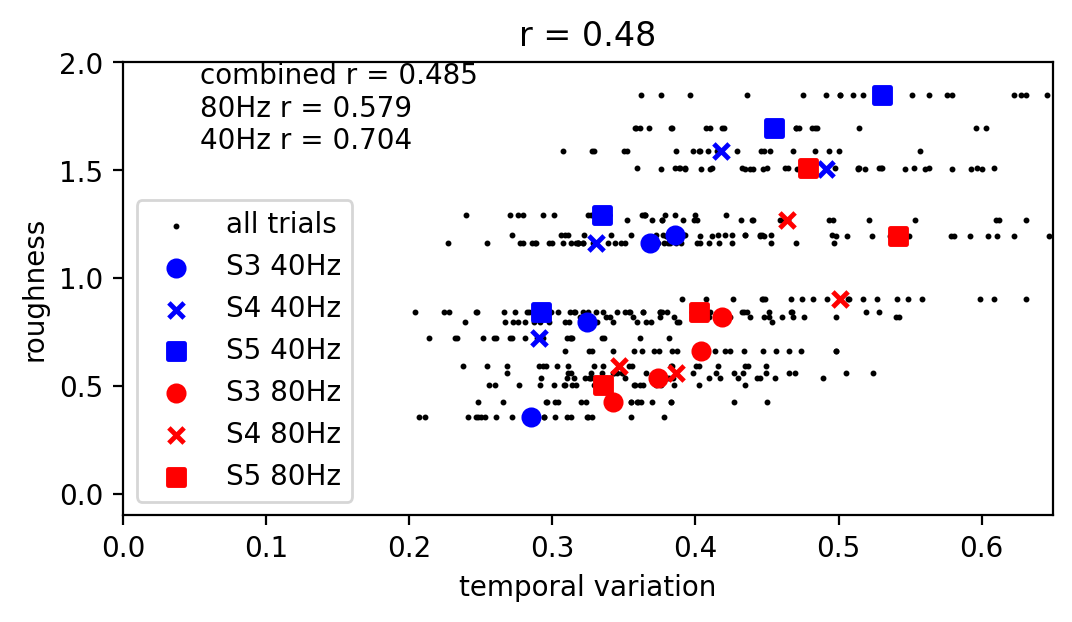 r = 0.48
combined r = 0.485
80Hz r = 0.579
40Hz r = 0.704
all trials
S3 40Hz
S4 40Hz
S5 40Hz
S3 80Hz
S4 80Hz
S5 80Hz
roughness
2.0
1.5
1.0
0.5
0.0
0.0 0.1 0.2 0.3 0.4 0.5 0.6
temporal variation